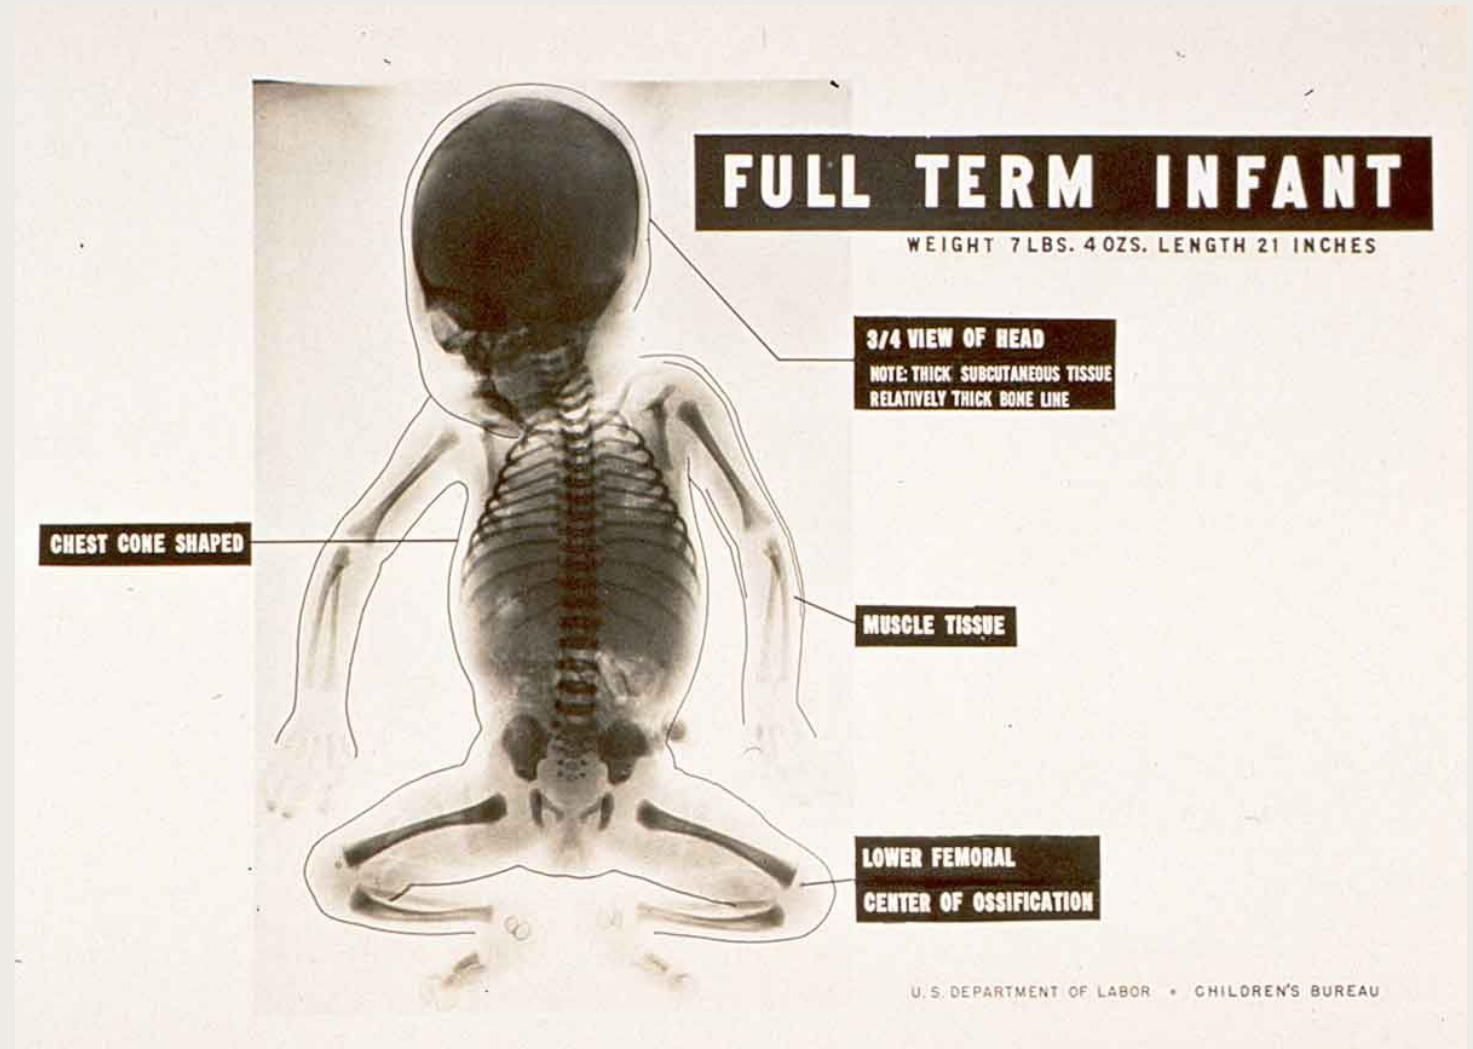 FULL TERM INFANT
WEIGHT 7 LBS. 4 OZS. LENGTH 21 INCHES
3/4 VIEW OF HEAD
NOTE: THICK SUBCUTANEOUS TISSUE
RELATIVELY THICK BONE LINE
CHEST CONE SHAPED
MUSCLE TISSUE
LOWER FEMORAL
CENTER OF OSSIFICATION
U.S. DEPARTMENT OF LABOR • CHILDREN'S BUREAU